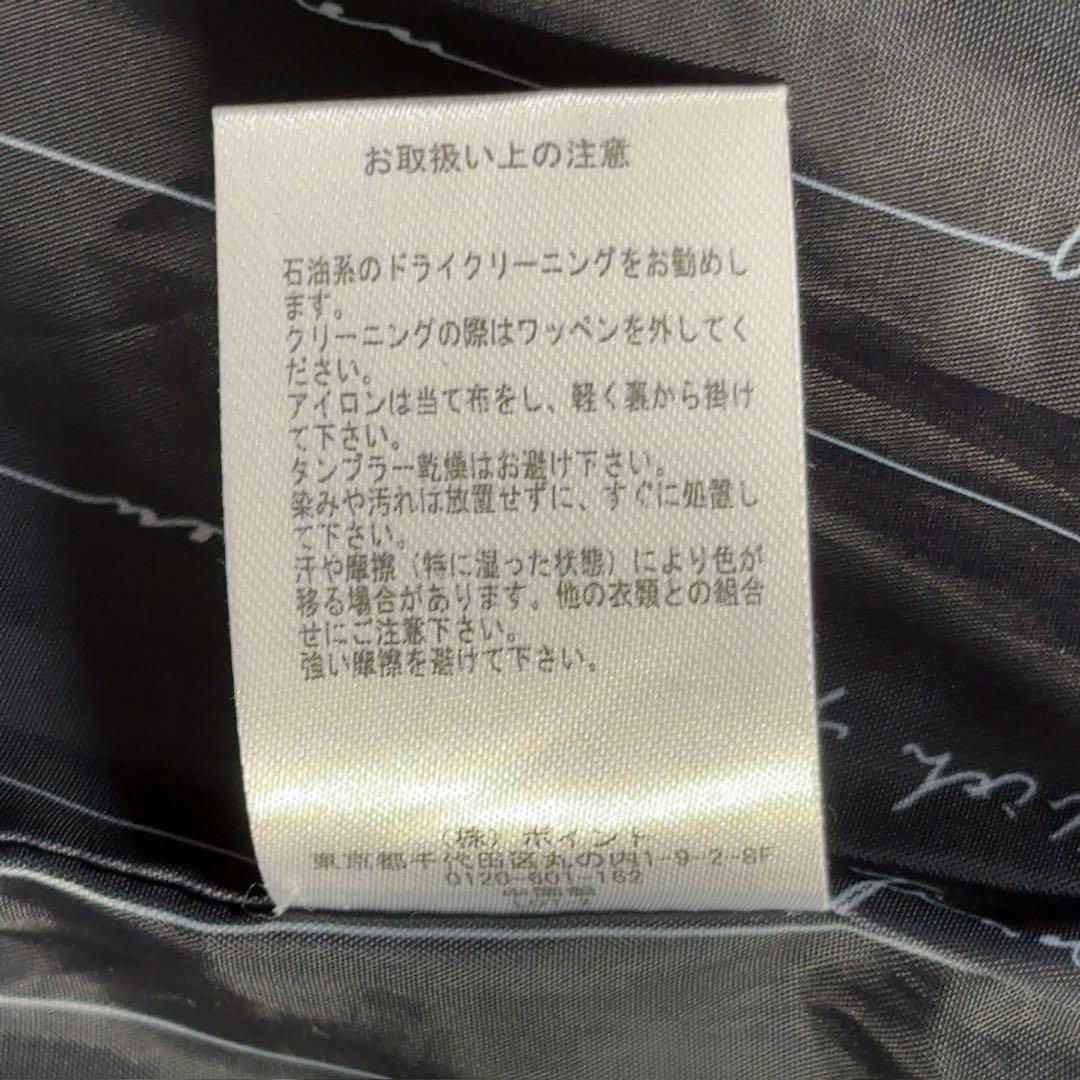 お取扱い上の注意
石油系のドライクリーニングをお勧めし
ます。
クリーニングの際はワッペンを外してく
ださい。
アイロンは当て布をし、軽く裏から掛け
て下さい。
タンブラー乾燥はお避け下さい。
染みや汚れは放置せずに、すぐに処置し
て下さい。
汗や摩擦（特に湿った状態）により色が
移る場合があります。他の衣類との組合
せにご注意下さい。
強い摩擦を避けて下さい。
（株）ポイント
東京都千代田区丸の内1-9-2-8F
0120-601-162